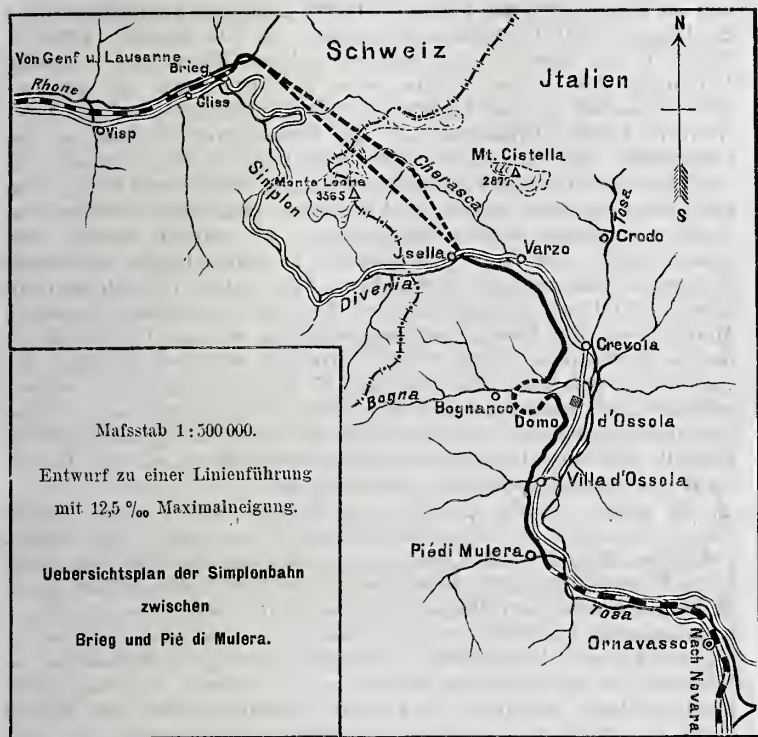 N
Schweiz
Von Genf u. Lausanne
Jtalien
Brieg
Rhone
Gliss
Visp
Simplon
Mt. Cistella
2877
Cherasca
Monte Leone
3565
Tosa
S
Crodo
Jsella
Varzo
Diveria
Crevola
Bogna
Bognanco
Domo
d'Ossola
Mafsstab 1:500 000.
Entwurf zu einer Linienführung
mit 12,5 ‰ Maximalneigung.
Villa d'Ossola
Uebersichtsplan der Simplonbahn
Piédi Mulera
zwischen
Tosa
Brieg und Pié di Mulera.
Ornavasso
Nach Novara